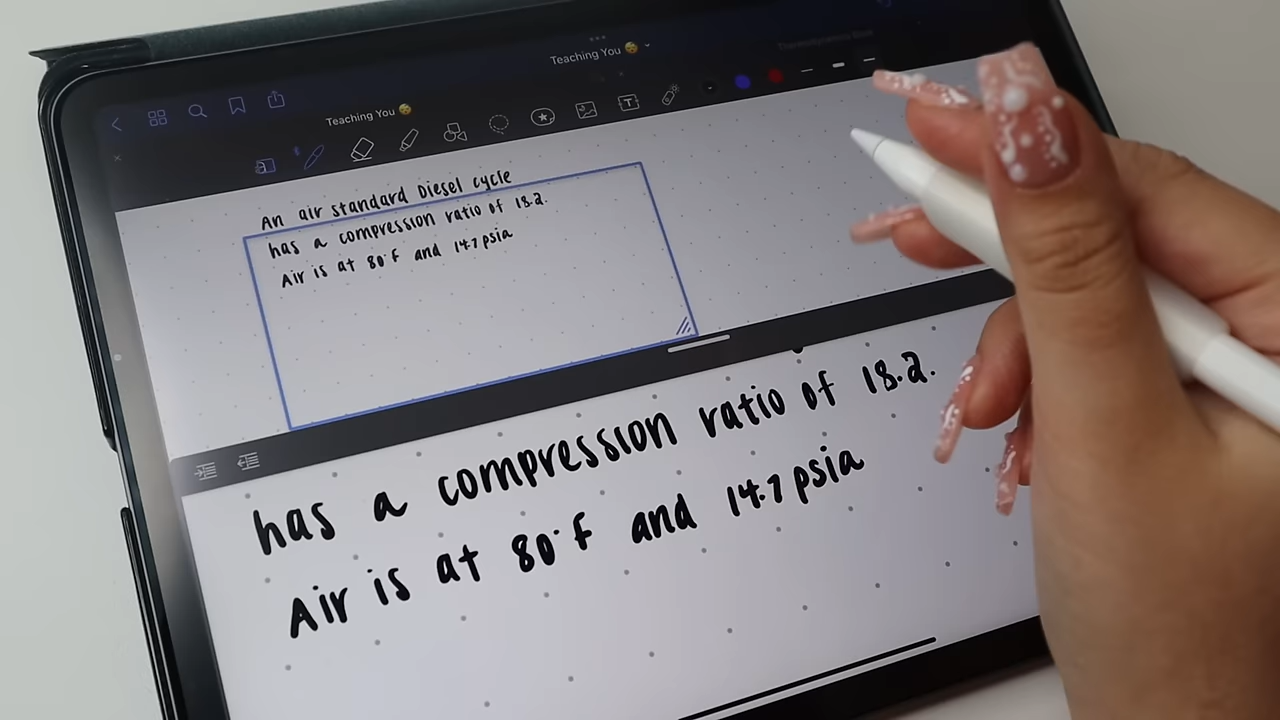 Teaching You 😴
Teaching You 😴
An air standard Diesel cycle
has a compression ratio of 18.2.
Air is at 80°F and 14.7 psia
has a compression ratio of 18.2.
Air is at 80°F and 14.7 psia